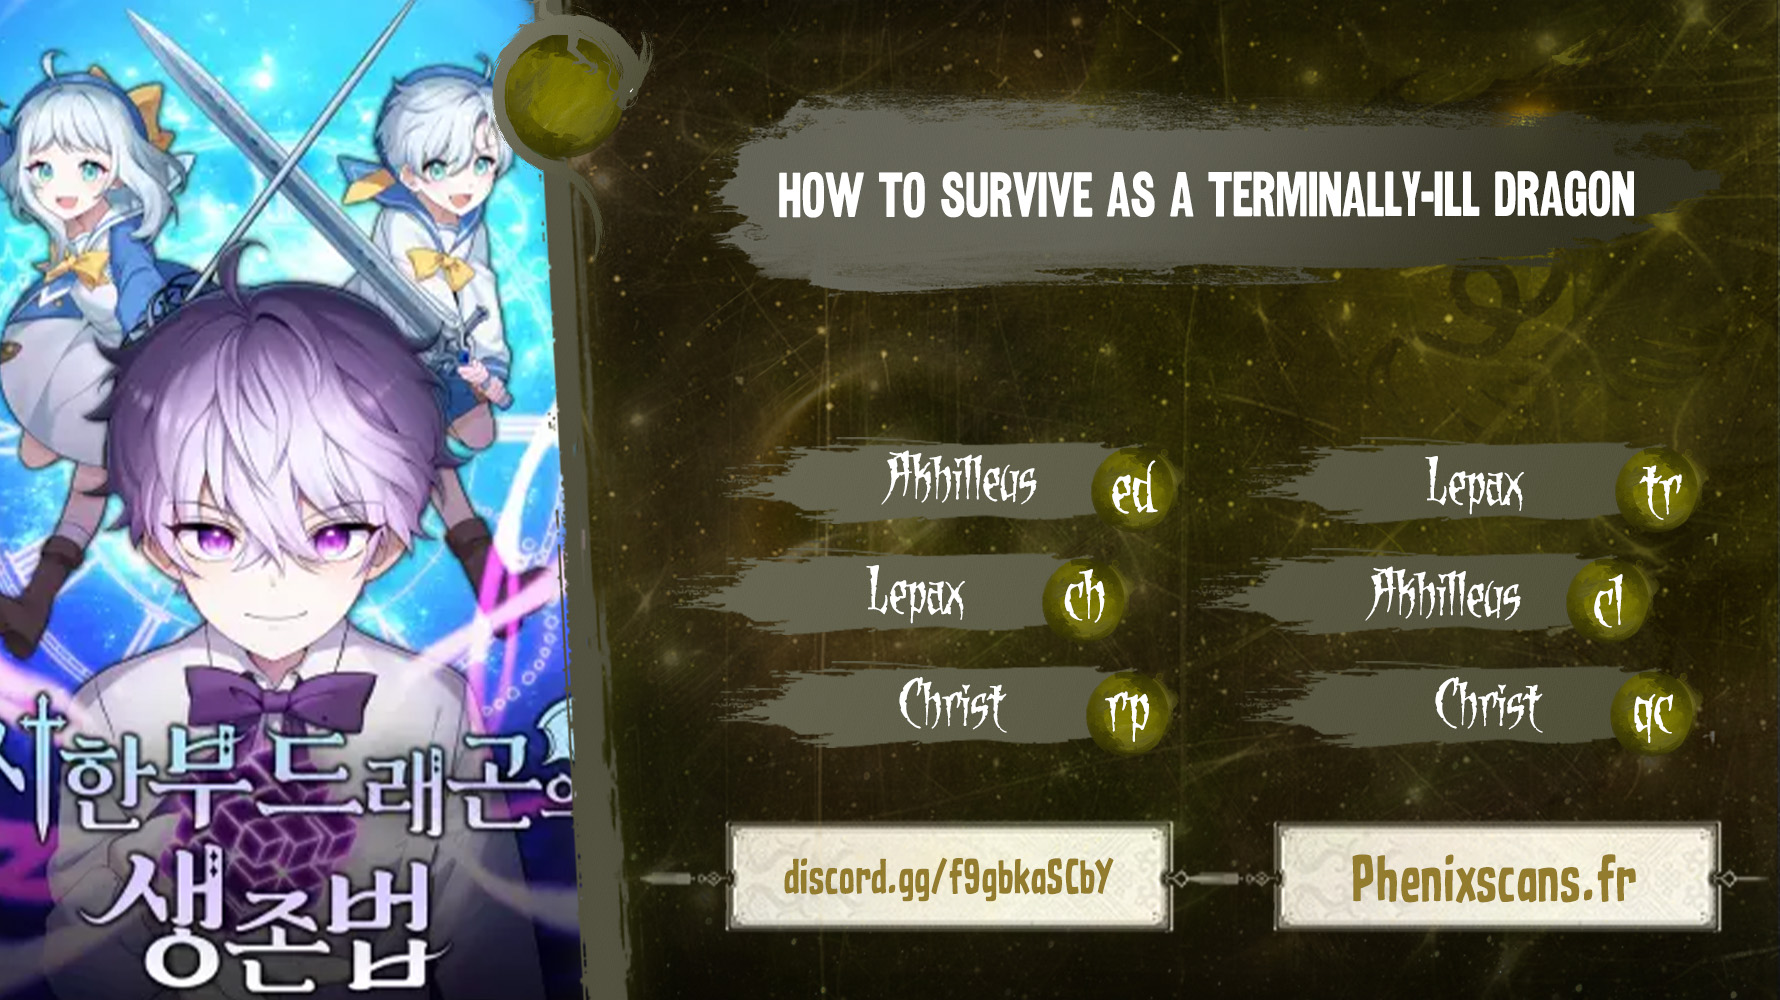 HOW TO SURVIVE AS A TERMINALLY-ILL DRAGON
Akhilleus ed
Lepax tr
Lepax ch
Akhilleus cl
Christ rp
Christ qc
discord.gg/f9gbkaSCbY
Phenixscans.fr
시한부 드래곤의
생존법